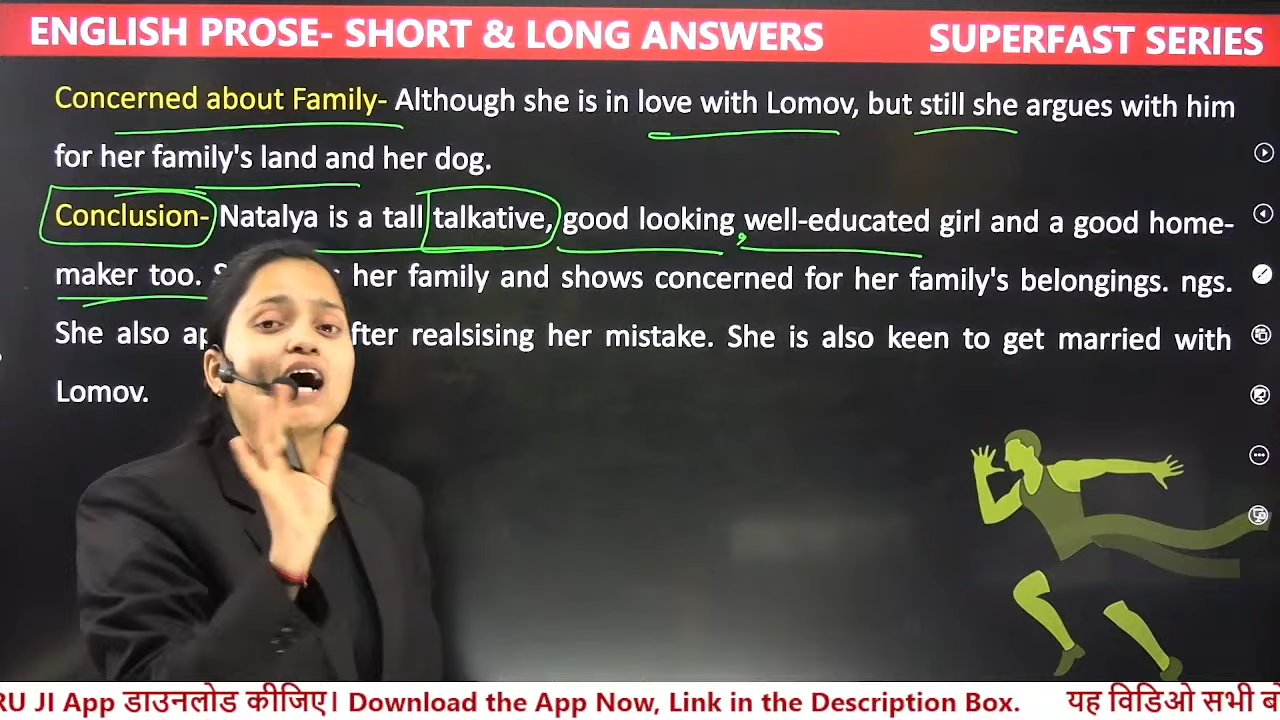 ENGLISH PROSE- SHORT & LONG ANSWERS SUPERFAST SERIES
Concerned about Family- Although she is in love with Lomov, but still she argues with him
for her family's land and her dog.
Conclusion- Natalya is a tall talkative, good looking, well-educated girl and a good home-
maker too. her family and shows concerned for her family's belongings. ngs.
She also realsising her mistake. She is also keen to get married with
Lomov.
RU JI App डाउनलोड कीजिए। Download the App Now, Link in the Description Box. यह विडिओ सभी